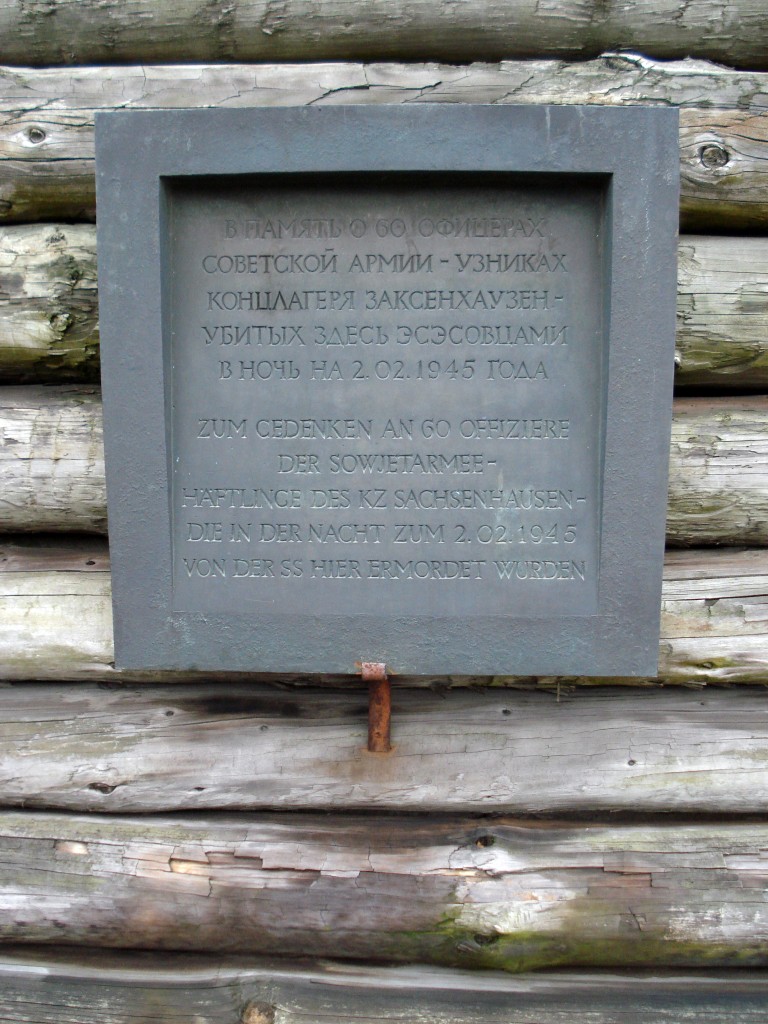 В ПАМЯТЬ О 60 ОФИЦЕРАХ
СОВЕТСКОЙ АРМИИ - УЗНИКАХ
КОНЦЛАГЕРЯ ЗАКСЕНХАУЗЕН -
УБИТЫХ ЗДЕСЬ ЭСЭСОВЦАМИ
В НОЧЬ НА 2.02.1945 ГОДА
ZUM GEDENKEN AN 60 OFFIZIERE
DER SOWJETARMEE -
HÄFTLINGE DES KZ SACHSENHAUSEN -
DIE IN DER NACHT ZUM 2.02.1945
VON DER SS HIER ERMORDET WURDEN